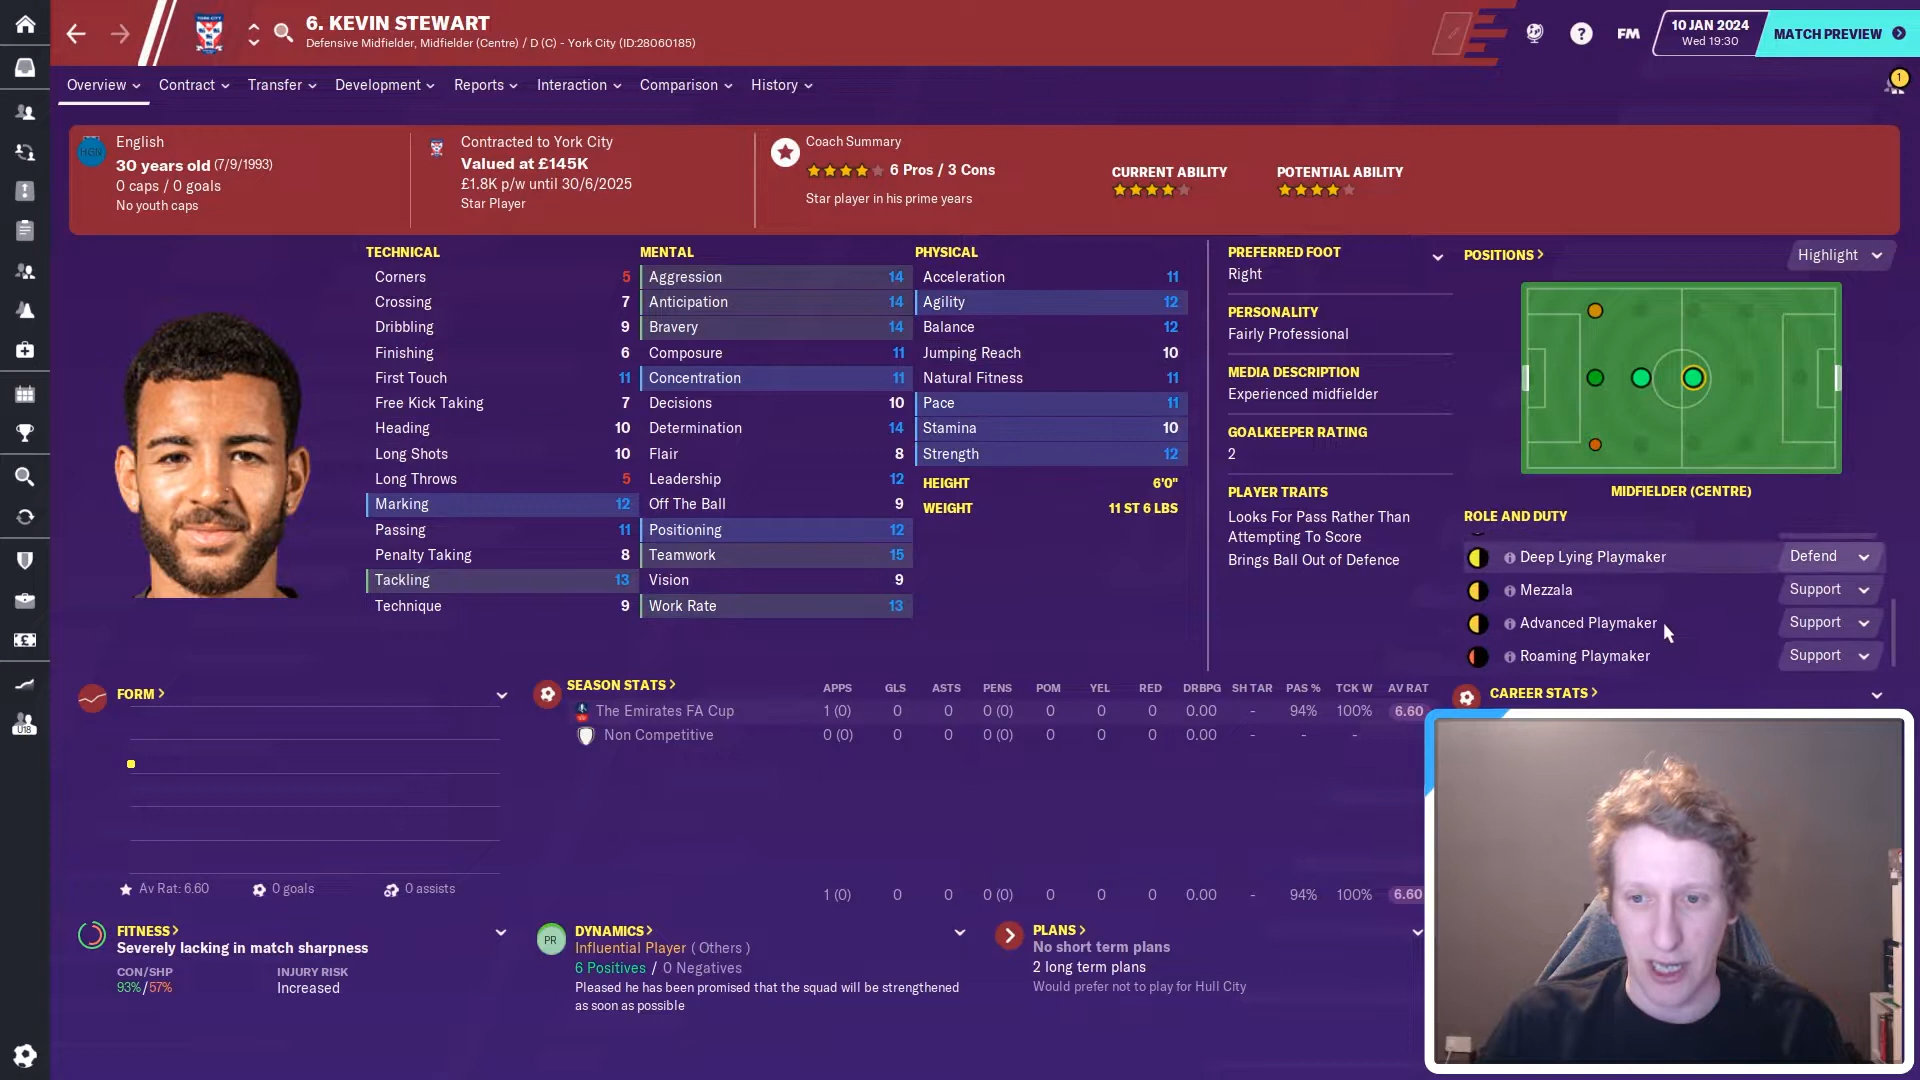 6. KEVIN STEWART
Defensive Midfielder, Midfielder (Centre) / D (C) - York City (ID:28060185)
?
FM
10 JAN 2024
Wed 19:30
MATCH PREVIEW
Overview
Contract
Transfer
Development
Reports
Interaction
Comparison
History
1
HGN
English
30 years old (7/9/1993)
0 caps / 0 goals
No youth caps
Contracted to York City
Valued at £145K
£1.8K p/w until 30/6/2025
Star Player
Coach Summary
6 Pros / 3 Cons
Star player in his prime years
CURRENT ABILITY
POTENTIAL ABILITY
TECHNICAL
Corners 5
Crossing 7
Dribbling 9
Finishing 6
First Touch 11
Free Kick Taking 7
Heading 10
Long Shots 10
Long Throws 5
Marking 12
Passing 11
Penalty Taking 8
Tackling 13
Technique 9
MENTAL
Aggression 14
Anticipation 14
Bravery 14
Composure 11
Concentration 11
Decisions 10
Determination 14
Flair 8
Leadership 12
Off The Ball 9
Positioning 12
Teamwork 15
Vision 9
Work Rate 13
PHYSICAL
Acceleration 11
Agility 12
Balance 12
Jumping Reach 10
Natural Fitness 11
Pace 11
Stamina 10
Strength 12
HEIGHT 6'0"
WEIGHT 11 ST 6 LBS
PREFERRED FOOT
Right
PERSONALITY
Fairly Professional
MEDIA DESCRIPTION
Experienced midfielder
GOALKEEPER RATING
2
PLAYER TRAITS
Looks For Pass Rather Than
Attempting To Score
Brings Ball Out of Defence
POSITIONS
Highlight
MIDFIELDER (CENTRE)
ROLE AND DUTY
Deep Lying Playmaker Defend
Mezzala Support
Advanced Playmaker Support
Roaming Playmaker Support
FORM
Av Rat: 6.60
0 goals
0 assists
SEASON STATS APPS GLS ASTS PENS POM YEL RED DRBPG SH TAR PAS % TCK W AV RAT
The Emirates FA Cup 1 (0) 0 0 0 (0) 0 0 0 0.00 - 94% 100% 6.60
Non Competitive 0 (0) 0 0 0 (0) 0 0 0 0.00 - - -
1 (0) 0 0 0 (0) 0 0 0 0.00 - 94% 100% 6.60
CAREER STATS
FITNESS
Severely lacking in match sharpness
CON/SHP INJURY RISK
93%/57% Increased
PR
DYNAMICS
Influential Player ( Others )
6 Positives / 0 Negatives
Pleased he has been promised that the squad will be strengthened
as soon as possible
PLANS
No short term plans
2 long term plans
Would prefer not to play for Hull City
U18